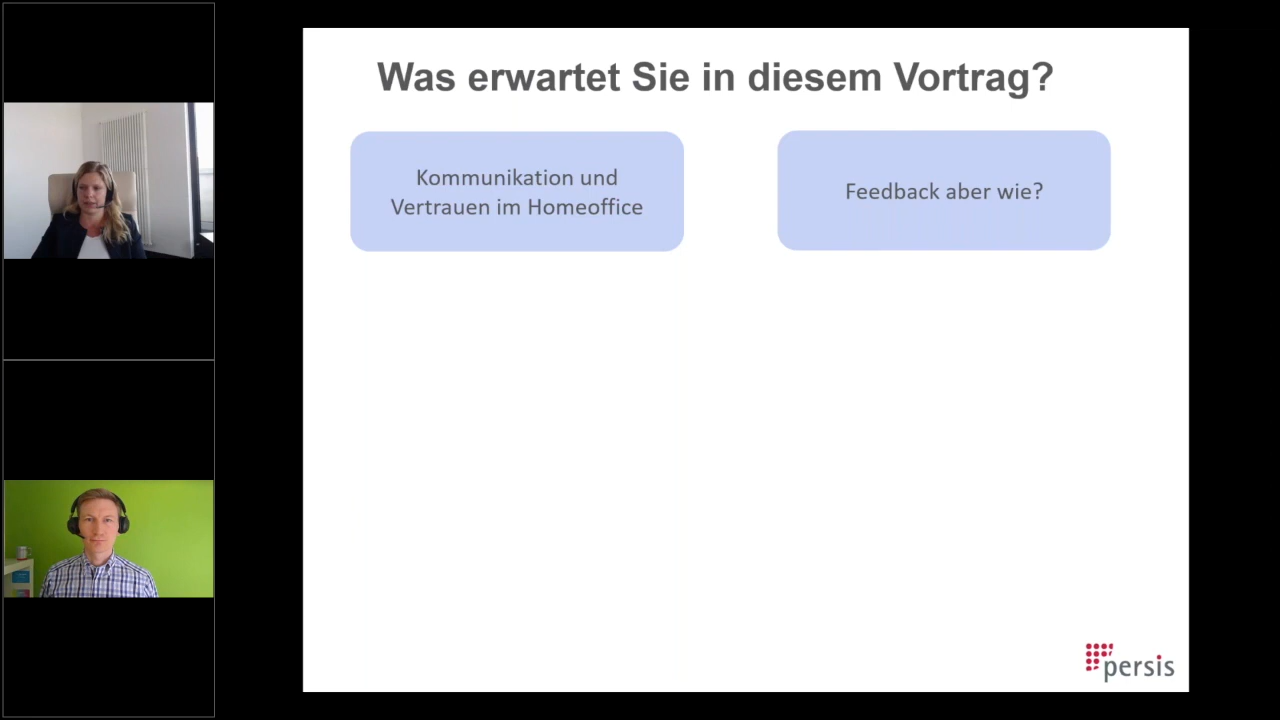 Was erwartet Sie in diesem Vortrag?
Kommunikation und
Vertrauen im Homeoffice
Feedback aber wie?
persis